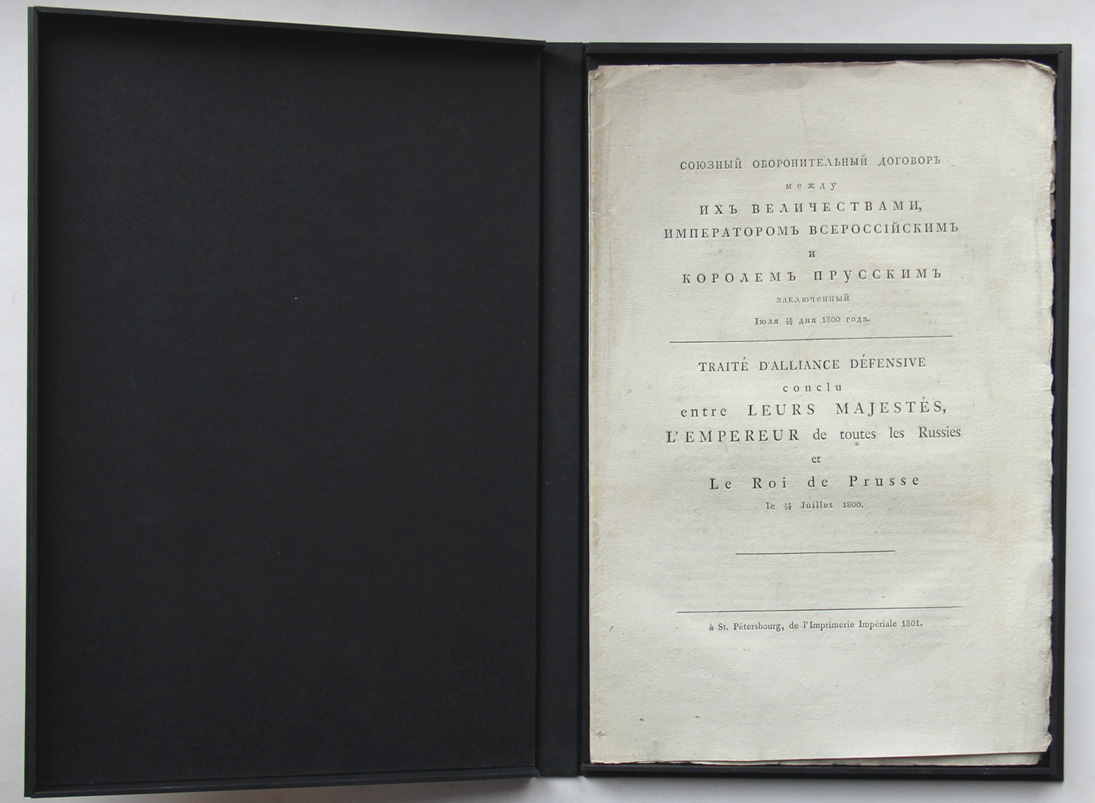 СОЮЗНЫЙ ОБОРОНИТЕЛЬНЫЙ ДОГОВОРЪ
между
ИХЪ ВЕЛИЧЕСТВАМИ,
ИМПЕРАТОРОМЪ ВСЕРОССІЙСКИМЪ
и
КОРОЛЕМЪ ПРУССКИМЪ
заключенный
Іюля дня 1800 года.
TRAITÉ D'ALLIANCE DÉFENSIVE
conclu
entre LEURS MAJESTÉS,
L'EMPEREUR de toutes les Russies
et
Le Roi de Prusse
le Juillet 1800.
à St. Pétersbourg, de l'Imprimerie Impériale 1801.